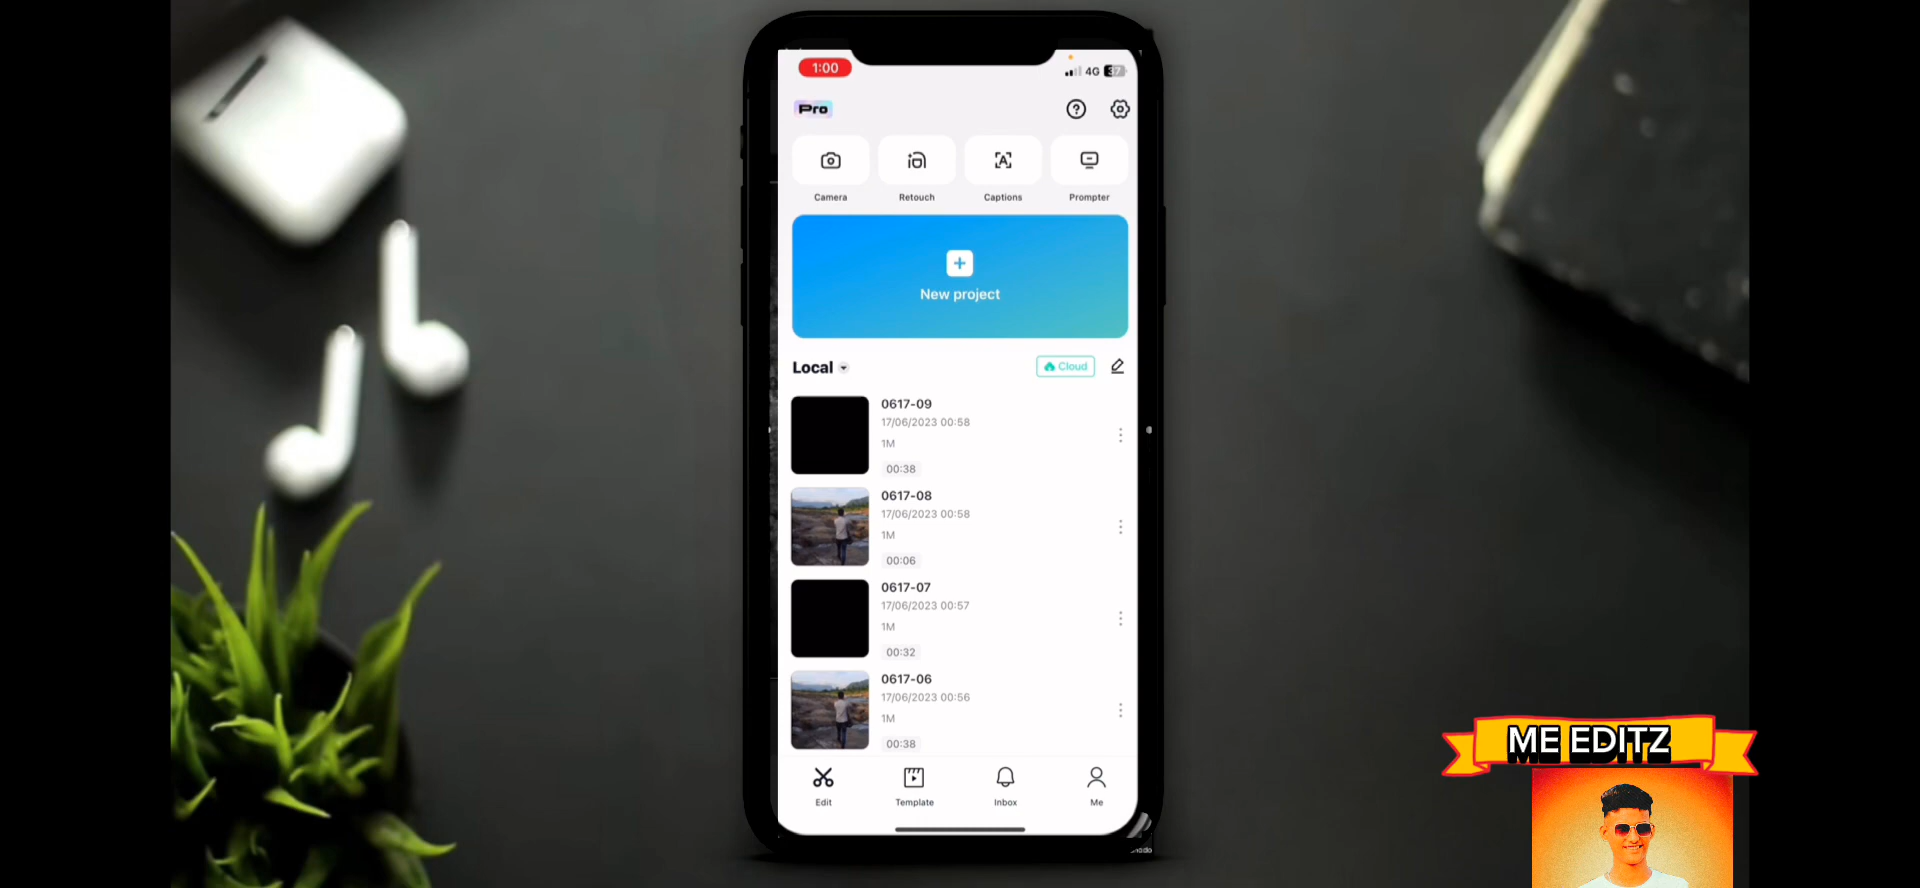 1:00
4G 37
Pro
Camera
Retouch
Captions
Prompter
New project
Local
Cloud
0617-09
17/06/2023 00:58
1M
00:38
0617-08
17/06/2023 00:58
1M
00:06
0617-07
17/06/2023 00:57
1M
00:32
0617-06
17/06/2023 00:56
1M
00:38
Edit
Template
Inbox
Me
ME EDITZ